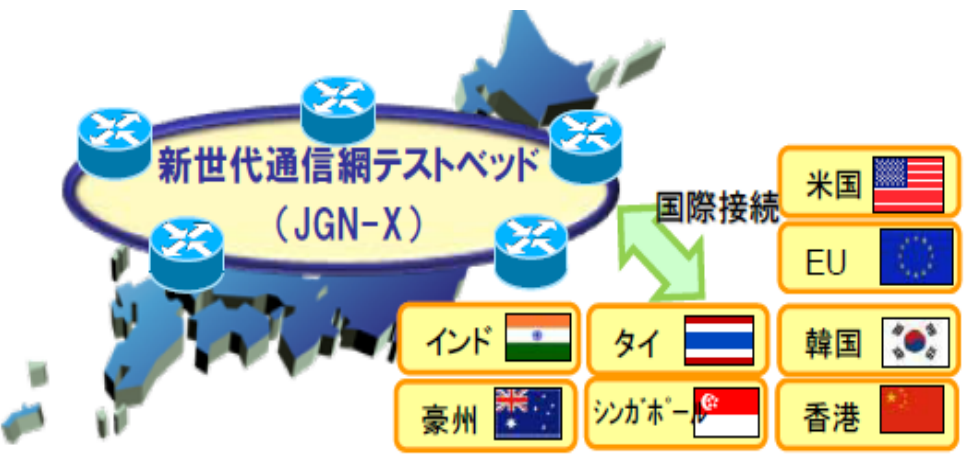 新世代通信網テストベッド
（JGN-X）
国際接続
米国
EU
インド
タイ
韓国
豪州
シンガポール
香港